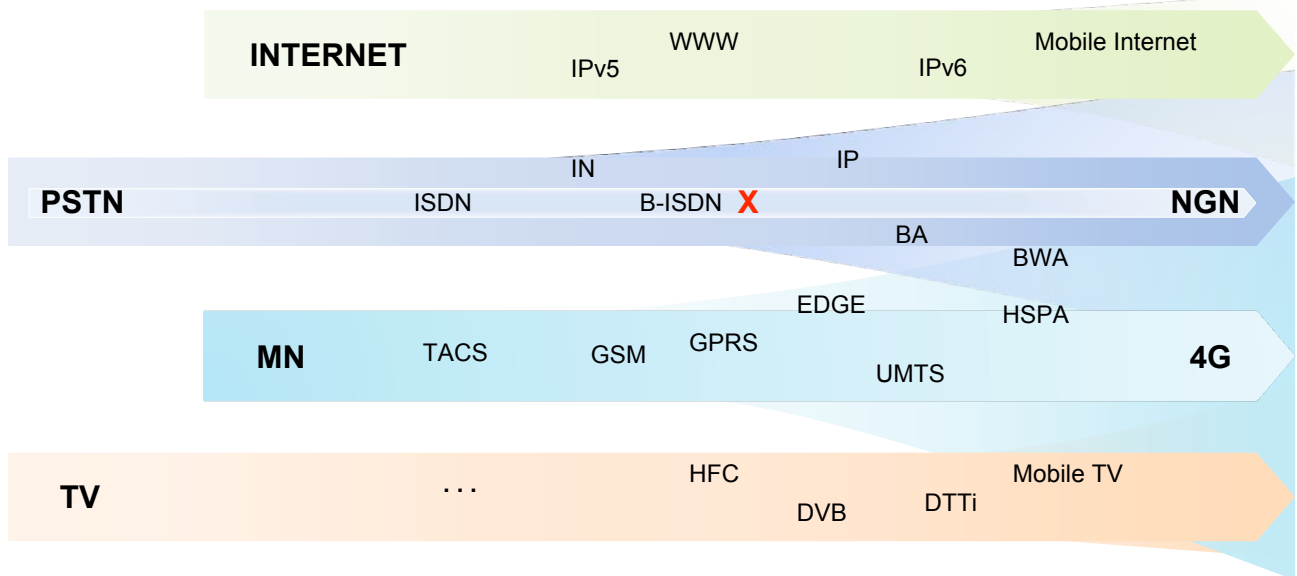 WWW
Mobile Internet
INTERNET
IPv5
IPv6
IN
IP
PSTN
ISDN
B-ISDN X
NGN
BA
BWA
EDGE
HSPA
MN
TACS
GSM
GPRS
UMTS
4G
TV
. . .
HFC
Mobile TV
DVB
DTTi